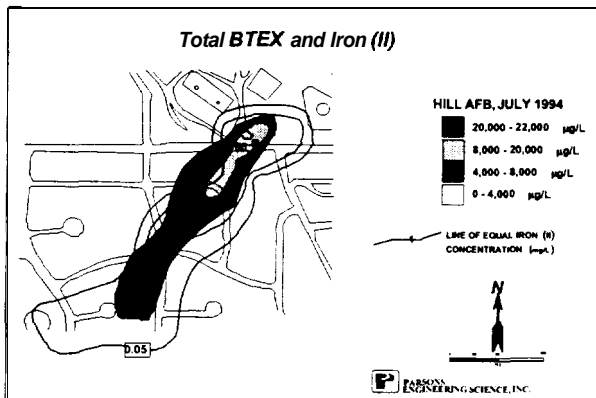 Total BTEX and Iron (II)
HILL AFB, JULY 1994
20,000 - 22,000 µg/L
8,000 - 20,000 µg/L
4,000 - 8,000 µg/L
0 - 4,000 µg/L
LINE OF EQUAL IRON (II)
CONCENTRATION (mg/L)
N
0.05
P
PARSONS
ENGINEERING SCIENCE, INC.